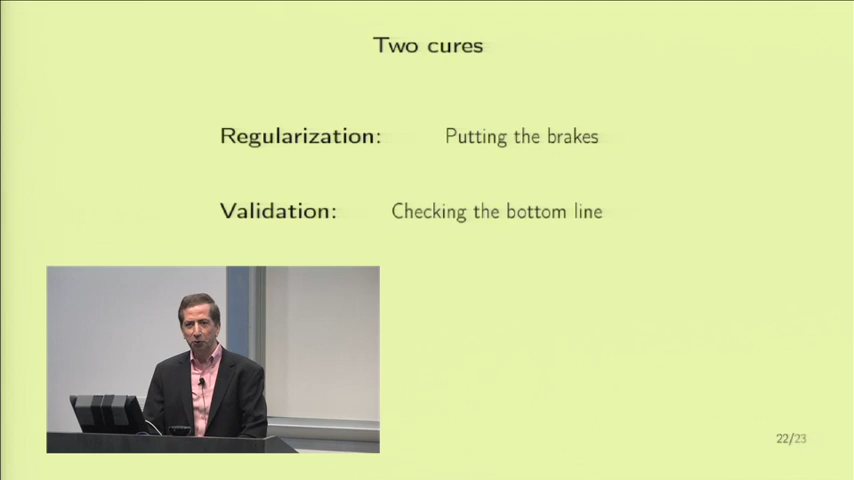 Two cures
Regularization: Putting the brakes
Validation: Checking the bottom line
22/23